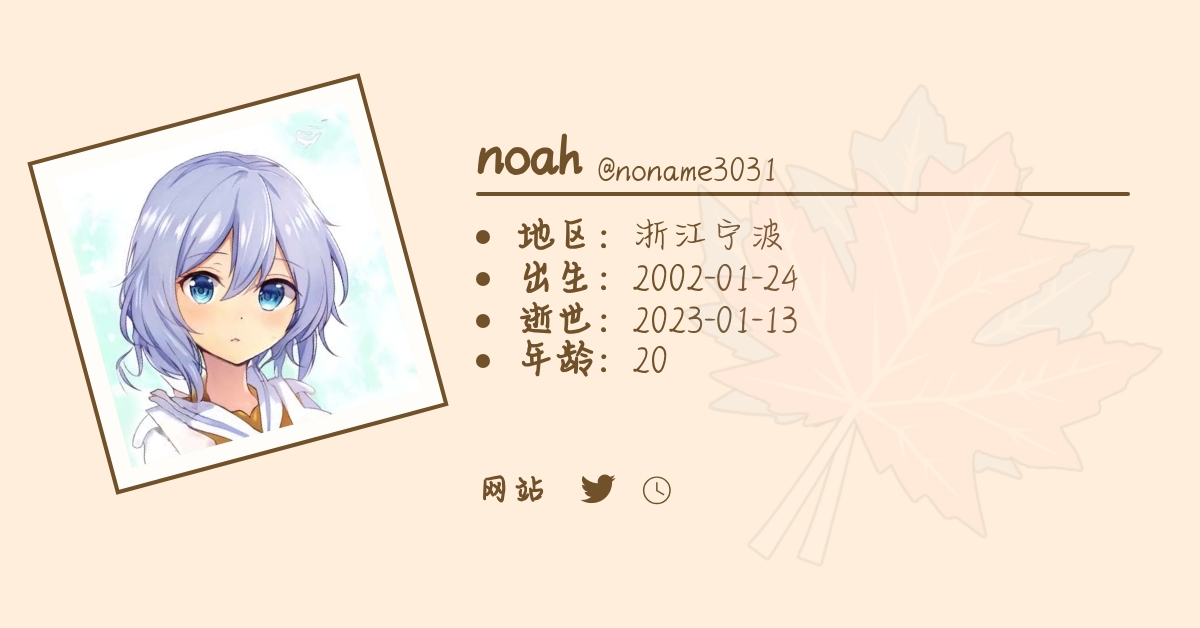 noah @noname3031
地区： 浙江宁波
出生： 2002-01-24
逝世： 2023-01-13
年龄： 20
网站